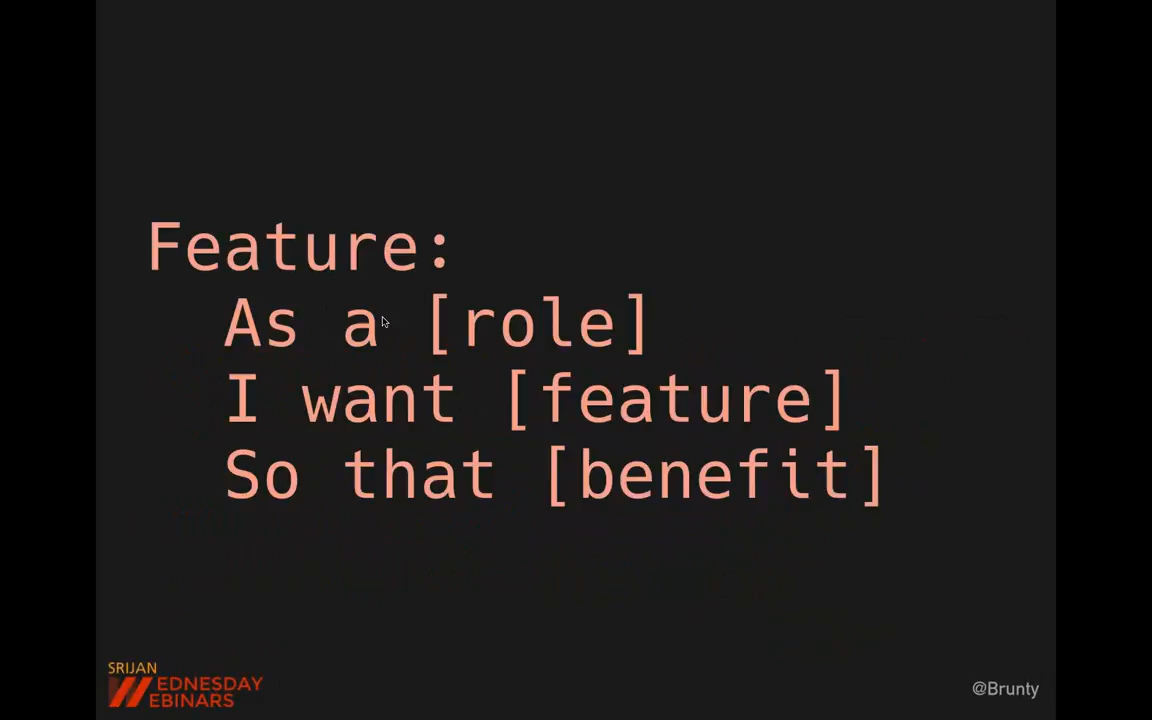 Feature:
As a [role]
I want [feature]
So that [benefit]
SRIJAN
WEDNESDAY
WEBINARS
@Brunty